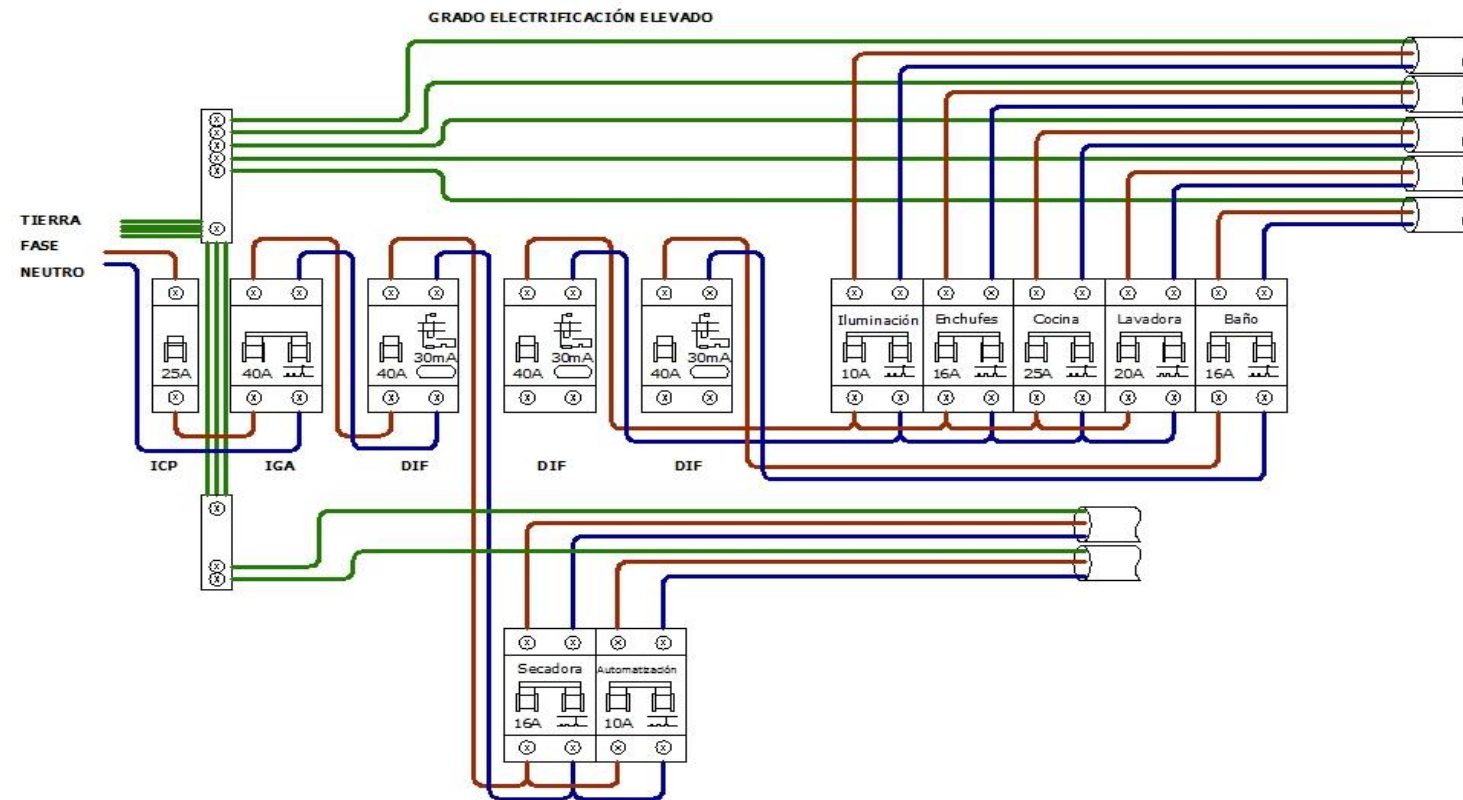 GRADO ELECTRIFICACIÓN ELEVADO
TIERRA
FASE
NEUTRO
Iluminación Enchufes Cocina Lavadora Baño
30mA 30mA 30mA
25A 40A 40A 40A 40A 10A 16A 25A 20A 16A
ICP IGA DIF DIF DIF
Secadora Automatización
16A 10A